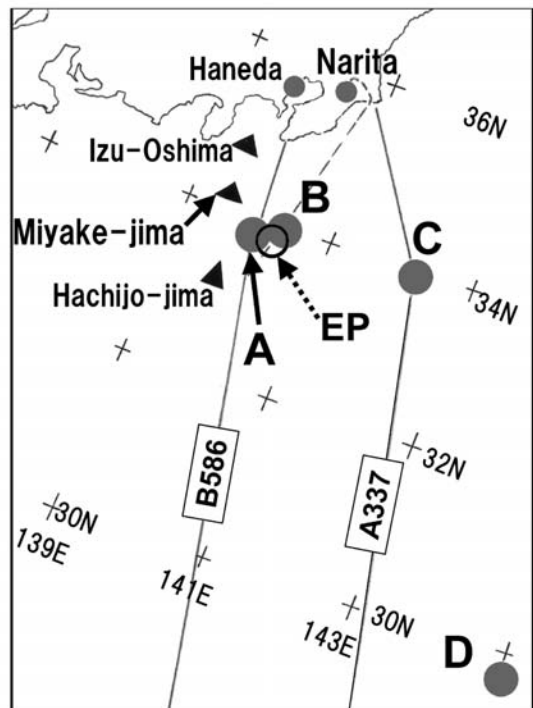 Haneda
Narita
Izu-Oshima
36N
Miyake-jima
B
C
Hachijo-jima
34N
EP
A
B586
A337
32N
30N
139E
141E
143E
30N
D